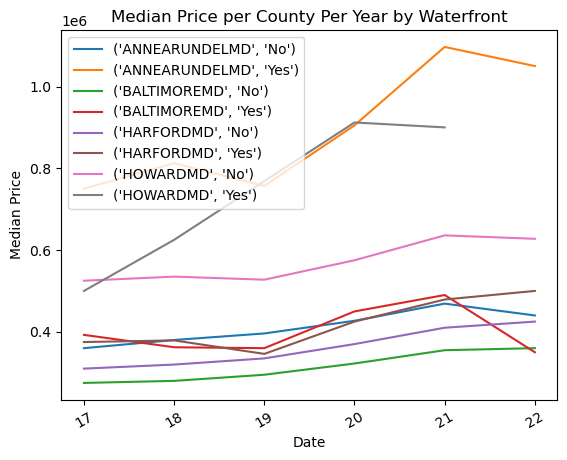 Median Price per County Per Year by Waterfront
1e6
('ANNEARUNDELMD', 'No')
('ANNEARUNDELMD', 'Yes')
('BALTIMOREMD', 'No')
('BALTIMOREMD', 'Yes')
('HARFORDMD', 'No')
('HARFORDMD', 'Yes')
('HOWARDMD', 'No')
('HOWARDMD', 'Yes')
1.0
0.8
0.6
0.4
Median Price
17 18 19 20 21 22
Date